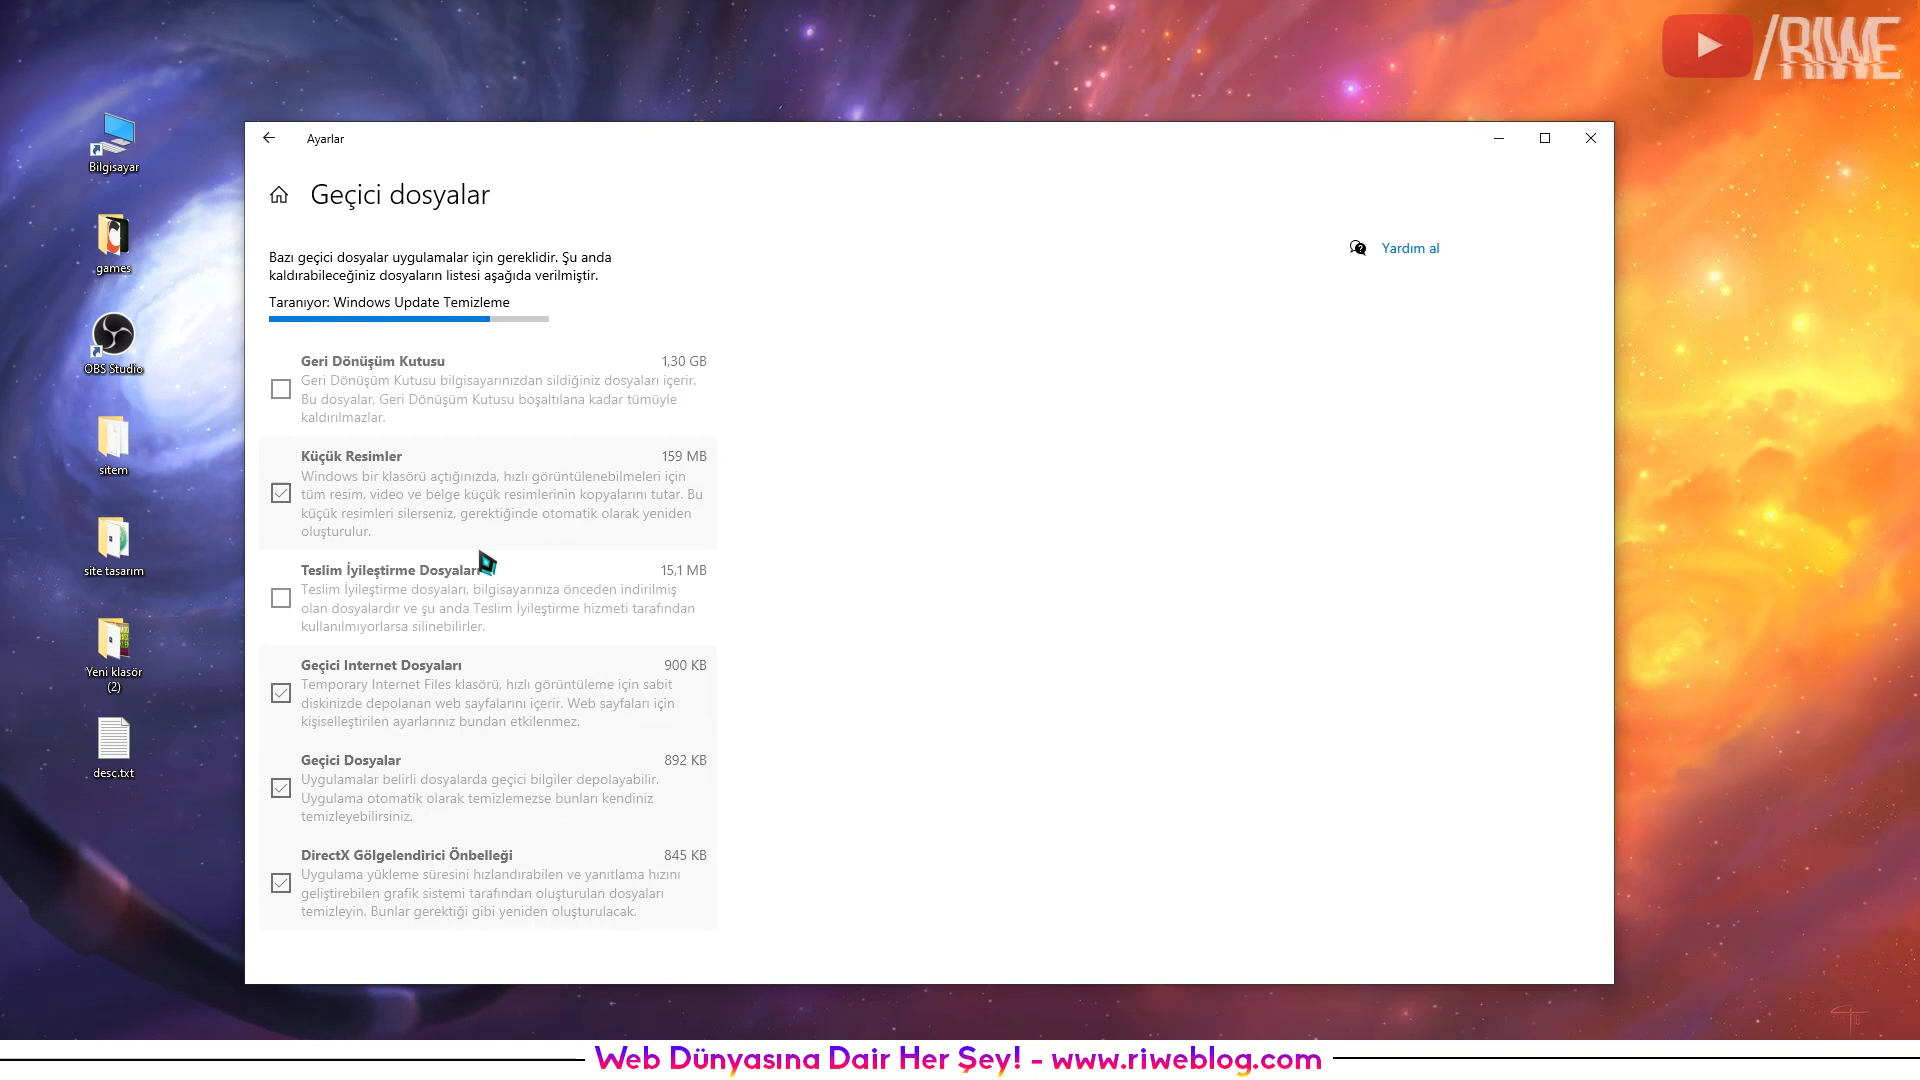 /RIWE
Bilgisayar
games
OBS Studio
sitem
site tasarım
Yeni klasör
(2)
desc.txt
Ayarlar
Geçici dosyalar
Bazı geçici dosyalar uygulamalar için gereklidir. Şu anda
kaldırabileceğiniz dosyaların listesi aşağıda verilmiştir.
Yardım al
Taranıyor: Windows Update Temizleme
Geri Dönüşüm Kutusu 1,30 GB
Geri Dönüşüm Kutusu bilgisayarınızdan sildiğiniz dosyaları içerir.
Bu dosyalar, Geri Dönüşüm Kutusu boşaltılana kadar tümüyle
kaldırılmazlar.
Küçük Resimler 159 MB
Windows bir klasörü açtığınızda, hızlı görüntülenebilmeleri için
tüm resim, video ve belge küçük resimlerinin kopyalarını tutar. Bu
küçük resimleri silerseniz, gerektiğinde otomatik olarak yeniden
oluşturulur.
Teslim İyileştirme Dosyaları 15,1 MB
Teslim İyileştirme dosyaları, bilgisayarınıza önceden indirilmiş
olan dosyalardır ve şu anda Teslim İyileştirme hizmeti tarafından
kullanılmıyorlarsa silinebilirler.
Geçici Internet Dosyaları 900 KB
Temporary Internet Files klasörü, hızlı görüntüleme için sabit
diskinizde depolanan web sayfalarını içerir. Web sayfaları için
kişiselleştirilen ayarlarınız bundan etkilenmez.
Geçici Dosyalar 892 KB
Uygulamalar belirli dosyalarda geçici bilgiler depolayabilir.
Uygulama otomatik olarak temizlemezse bunları kendiniz
temizleyebilirsiniz.
DirectX Gölgelendirici Önbelleği 845 KB
Uygulama yükleme süresini hızlandırabilen ve yanıtlama hızını
geliştirebilen grafik sistemi tarafından oluşturulan dosyaları
temizleyin. Bunlar gerektiği gibi yeniden oluşturulacak.
Web Dünyasına Dair Her Şey! - www.riweblog.com